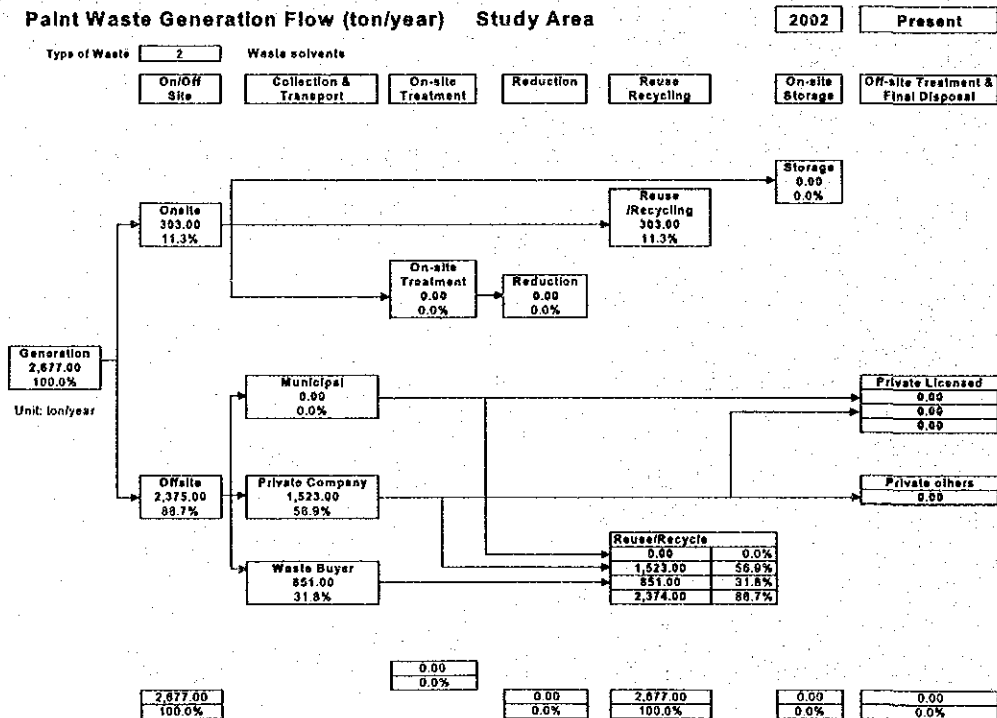 Paint Waste Generation Flow (ton/year) Study Area
2002
Present
Type of Waste
2
Waste solvents
On/Off
Site
Collection &
Transport
On-site
Treatment
Reduction
Reuse
Recycling
On-site
Storage
Off-site Treatment &
Final Disposal
Storage
0.00
0.0%
Onsite
303.00
11.3%
Reuse
/Recycling
303.00
11.3%
On-site
Treatment
0.00
0.0%
Reduction
0.00
0.0%
Generation
2,677.00
100.0%
Unit: ton/year
Municipal
0.00
0.0%
Private Licensed
0.00
0.00
0.00
Offsite
2,375.00
88.7%
Private Company
1,523.00
56.9%
Private others
0.00
Waste Buyer
851.00
31.8%
Reuse/Recycle
0.00 0.0%
1,523.00 56.9%
851.00 31.8%
2,374.00 88.7%
0.00
0.0%
2,677.00
100.0%
0.00
0.0%
2,677.00
100.0%
0.00
0.0%
0.00
0.0%